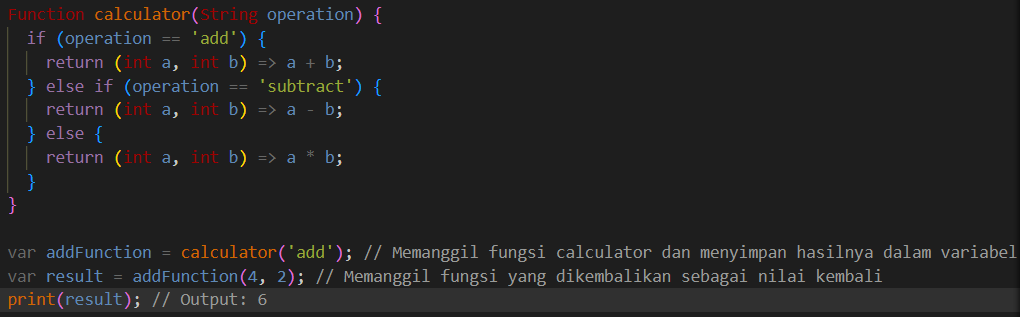 Function calculator(String operation) {
  if (operation == 'add') {
    return (int a, int b) => a + b;
  } else if (operation == 'subtract') {
    return (int a, int b) => a - b;
  } else {
    return (int a, int b) => a * b;
  }
}
var addFunction = calculator('add'); // Memanggil fungsi calculator dan menyimpan hasilnya dalam variabel
var result = addFunction(4, 2); // Memanggil fungsi yang dikembalikan sebagai nilai kembali
print(result); // Output: 6